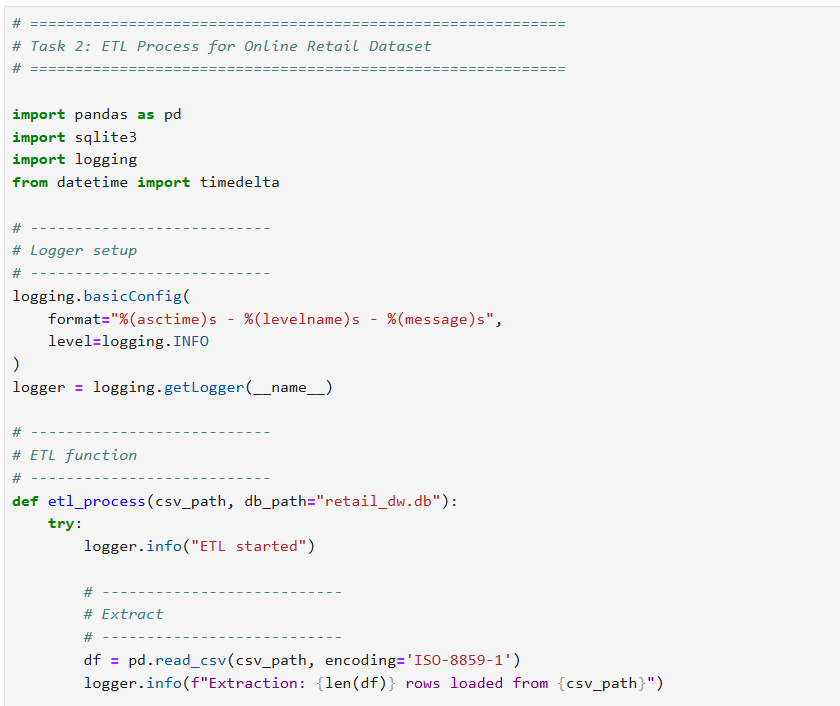 # ============================================================
# Task 2: ETL Process for Online Retail Dataset
# ============================================================
import pandas as pd
import sqlite3
import logging
from datetime import timedelta
# ---------------------------
# Logger setup
# ---------------------------
logging.basicConfig(
    format="%(asctime)s - %(levelname)s - %(message)s",
    level=logging.INFO
)
logger = logging.getLogger(__name__)
# ---------------------------
# ETL function
# ---------------------------
def etl_process(csv_path, db_path="retail_dw.db"):
    try:
        logger.info("ETL started")
        # ---------------------------
        # Extract
        # ---------------------------
        df = pd.read_csv(csv_path, encoding='ISO-8859-1')
        logger.info(f"Extraction: {len(df)} rows loaded from {csv_path}")